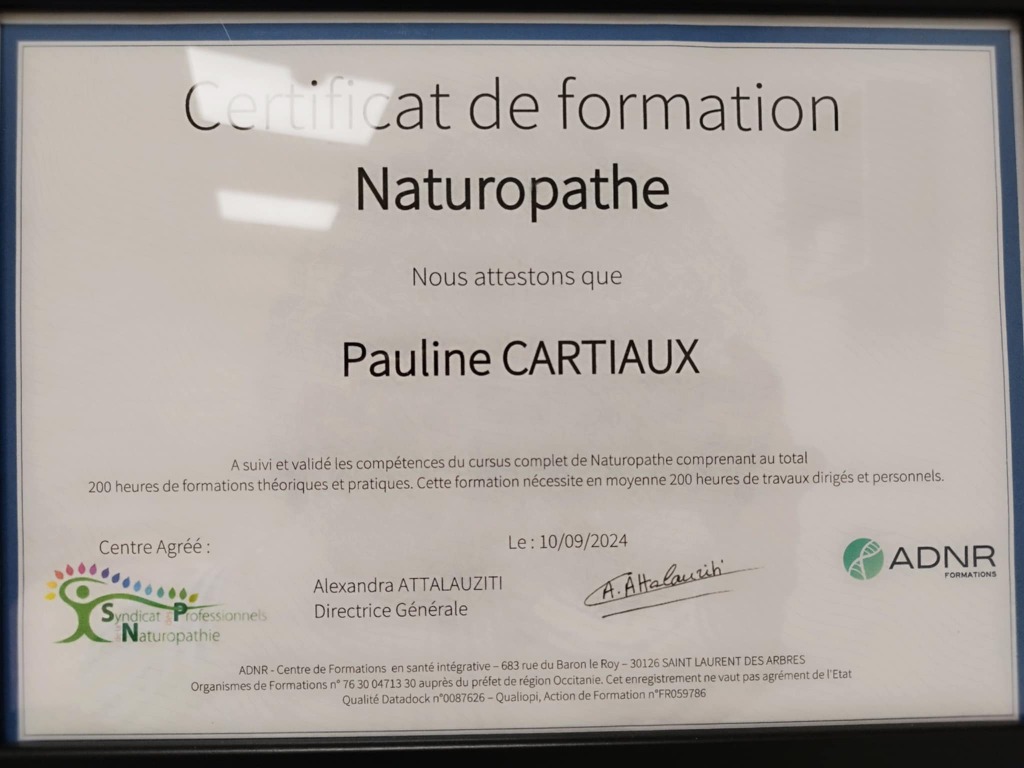 Certificat de formation
Naturopathe
Nous attestons que
Pauline CARTIAUX
A suivi et validé les compétences du cursus complet de Naturopathe comprenant au total
200 heures de formations théoriques et pratiques. Cette formation nécessite en moyenne 200 heures de travaux dirigés et personnels.
Centre Agréé :
Le : 10/09/2024
Syndicat Professionnels
Naturopathie
Alexandra ATTALAUZITI
Directrice Générale
A. Attalauziti
ADNR
FORMATIONS
ADNR - Centre de Formations en santé intégrative – 683 rue du Baron le Roy – 30126 SAINT LAURENT DES ARBRES
Organismes de Formations n° 76 30 04713 30 auprès du préfet de région Occitanie. Cet enregistrement ne vaut pas agrément de l'Etat
Qualité Datadock n°0087626 – Qualiopi, Action de Formation n°FR059786